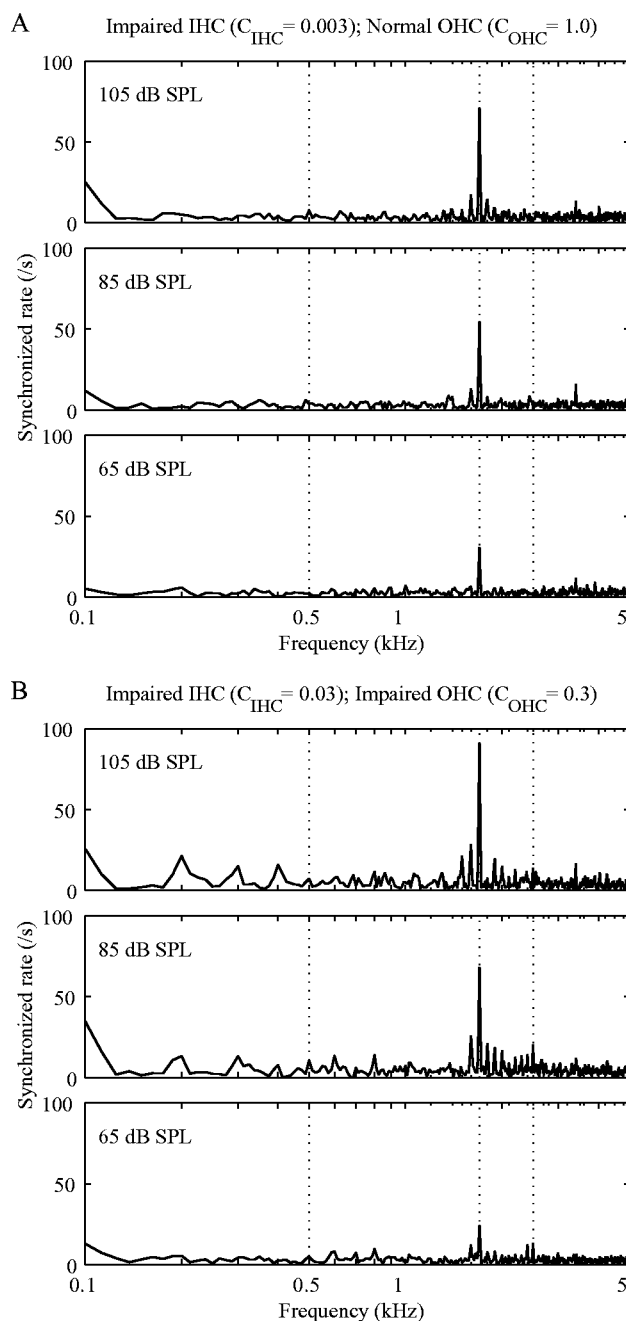 A
Impaired IHC (C_IHC = 0.003); Normal OHC (C_OHC = 1.0)
100
105 dB SPL
50
0
100
85 dB SPL
50
0
100
65 dB SPL
50
0
Synchronized rate (/s)
0.1 0.5 1 5
Frequency (kHz)
B
Impaired IHC (C_IHC = 0.03); Impaired OHC (C_OHC = 0.3)
100
105 dB SPL
50
0
100
85 dB SPL
50
0
100
65 dB SPL
50
0
Synchronized rate (/s)
0.1 0.5 1 5
Frequency (kHz)